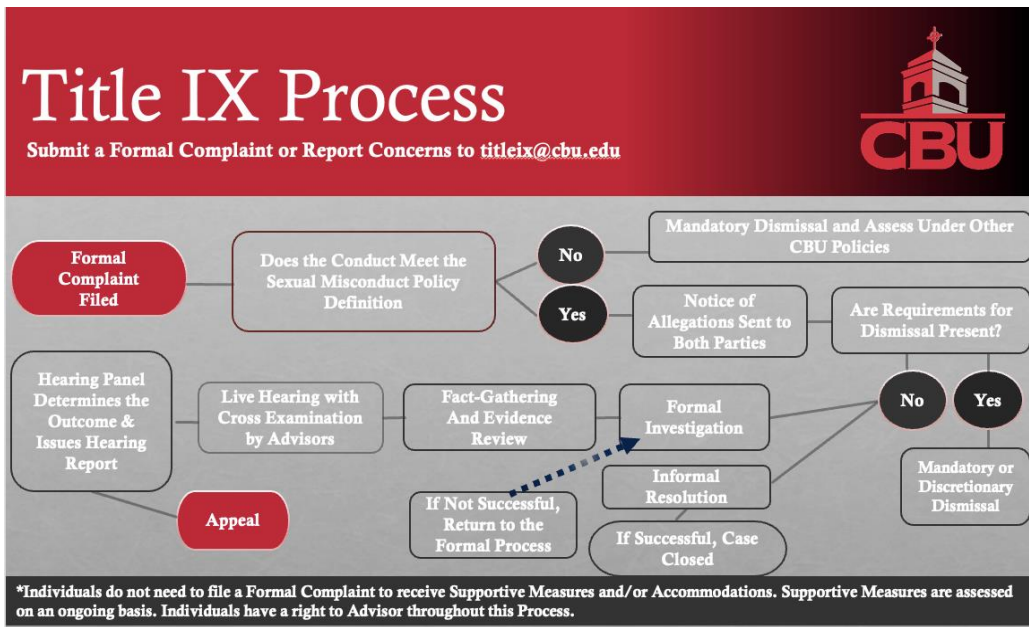 Title IX Process
Submit a Formal Complaint or Report Concerns to titleix@cbu.edu
CBU
Formal
Complaint
Filed
Does the Conduct Meet the
Sexual Misconduct Policy
Definition
No
Mandatory Dismissal and Assess Under Other
CBU Policies
Yes
Notice of
Allegations Sent to
Both Parties
Are Requirements for
Dismissal Present?
No
Yes
Mandatory or
Discretionary
Dismissal
Formal
Investigation
Informal
Resolution
If Successful, Case
Closed
If Not Successful,
Return to the
Formal Process
Fact-Gathering
And Evidence
Review
Live Hearing with
Cross Examination
by Advisors
Hearing Panel
Determines the
Outcome &
Issues Hearing
Report
Appeal
*Individuals do not need to file a Formal Complaint to receive Supportive Measures and/or Accommodations. Supportive Measures are assessed
on an ongoing basis. Individuals have a right to Advisor throughout this Process.